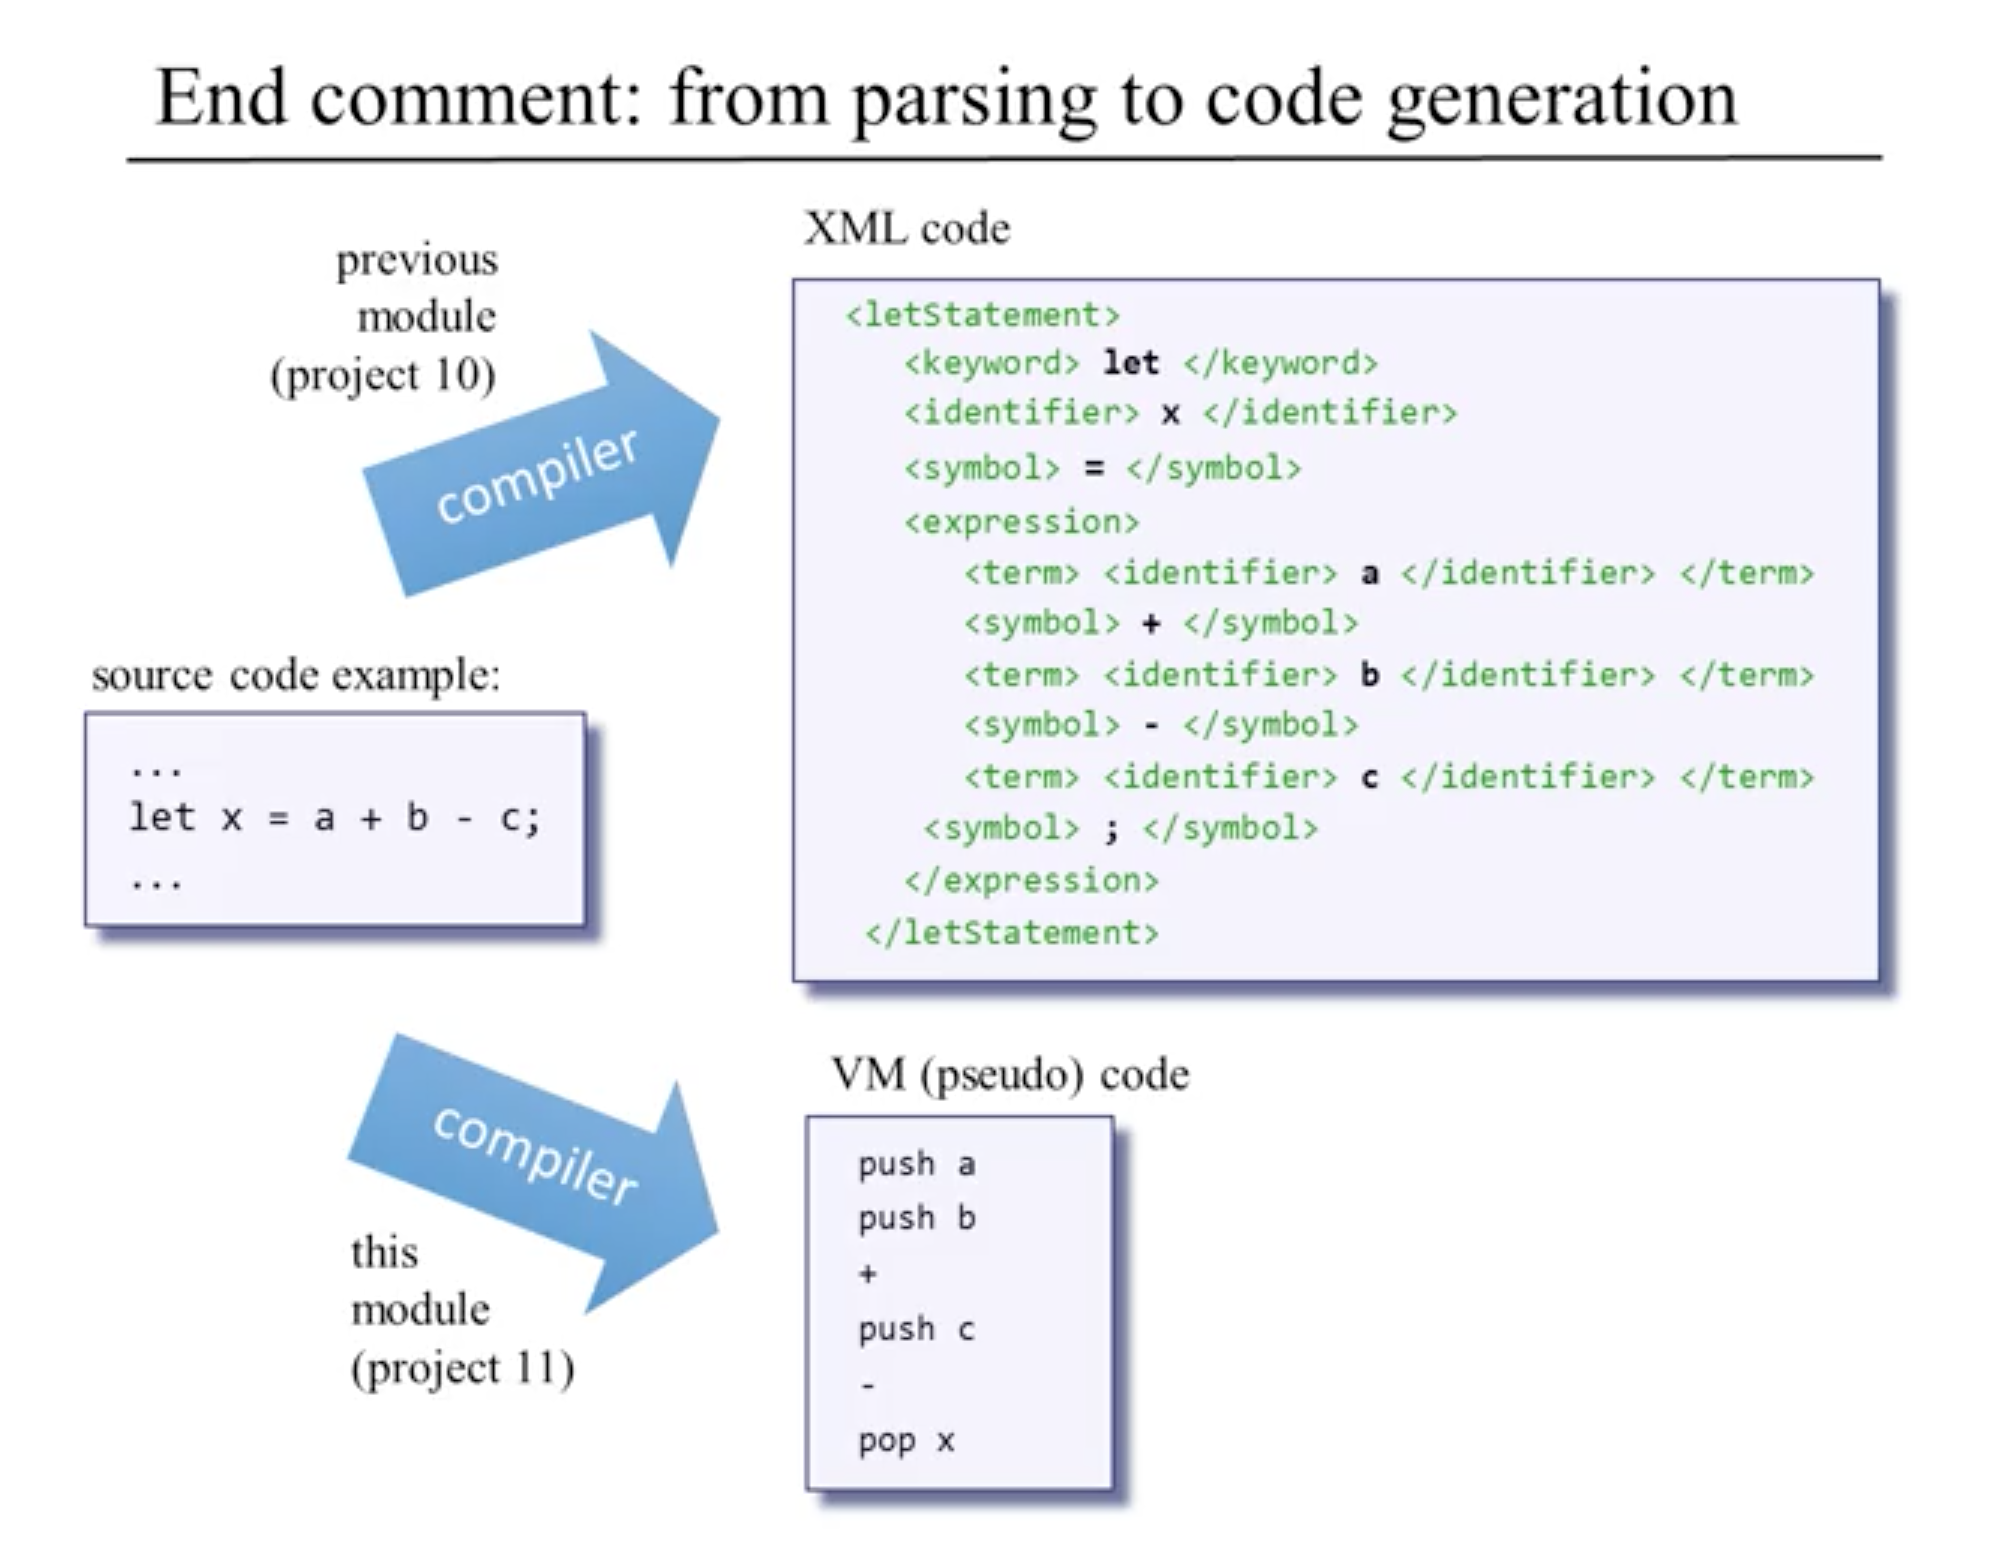 End comment: from parsing to code generation
previous
module
(project 10)
compiler
XML code
<letStatement>
<keyword> let </keyword>
<identifier> x </identifier>
<symbol> = </symbol>
<expression>
<term> <identifier> a </identifier> </term>
<symbol> + </symbol>
<term> <identifier> b </identifier> </term>
<symbol> - </symbol>
<term> <identifier> c </identifier> </term>
<symbol> ; </symbol>
</expression>
</letStatement>
source code example:
...
let x = a + b - c;
...
compiler
this
module
(project 11)
VM (pseudo) code
push a
push b
+
push c
-
pop x